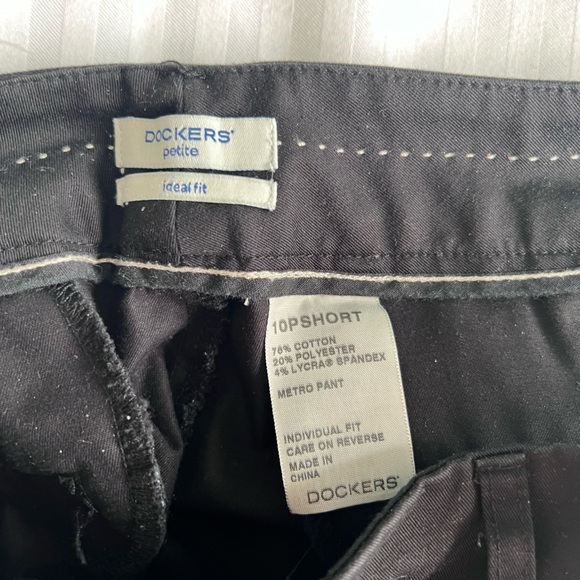 DOCKERS®
petite
ideal fit
10PSHORT
76% COTTON
20% POLYESTER
4% LYCRA® SPANDEX
METRO PANT
INDIVIDUAL FIT
CARE ON REVERSE
MADE IN
CHINA
DOCKERS®